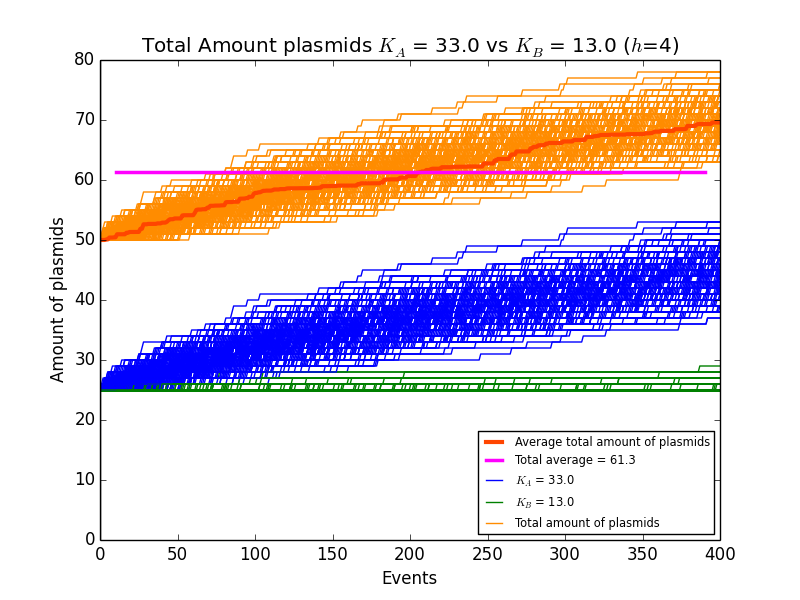 Total Amount plasmids K_A = 33.0 vs K_B = 13.0 (h=4)
80
70
60
50
40
30
20
10
0
Amount of plasmids
Average total amount of plasmids
Total average = 61.3
K_A = 33.0
K_B = 13.0
Total amount of plasmids
0 50 100 150 200 250 300 350 400
Events